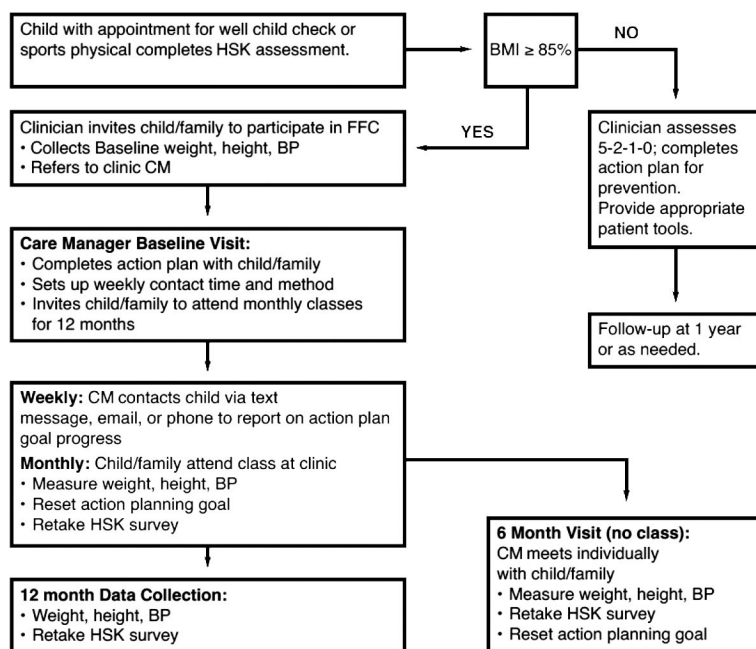 Child with appointment for well child check or
sports physical completes HSK assessment.
BMI ≥ 85%
NO
YES
Clinician invites child/family to participate in FFC
• Collects Baseline weight, height, BP
• Refers to clinic CM
Clinician assesses
5-2-1-0; completes
action plan for
prevention.
Provide appropriate
patient tools.
Care Manager Baseline Visit:
• Completes action plan with child/family
• Sets up weekly contact time and method
• Invites child/family to attend monthly classes
for 12 months
Follow-up at 1 year
or as needed.
Weekly: CM contacts child via text
message, email, or phone to report on action plan
goal progress
Monthly: Child/family attend class at clinic
• Measure weight, height, BP
• Reset action planning goal
• Retake HSK survey
6 Month Visit (no class):
CM meets individually
with child/family
• Measure weight, height, BP
• Retake HSK survey
• Reset action planning goal
12 month Data Collection:
• Weight, height, BP
• Retake HSK survey